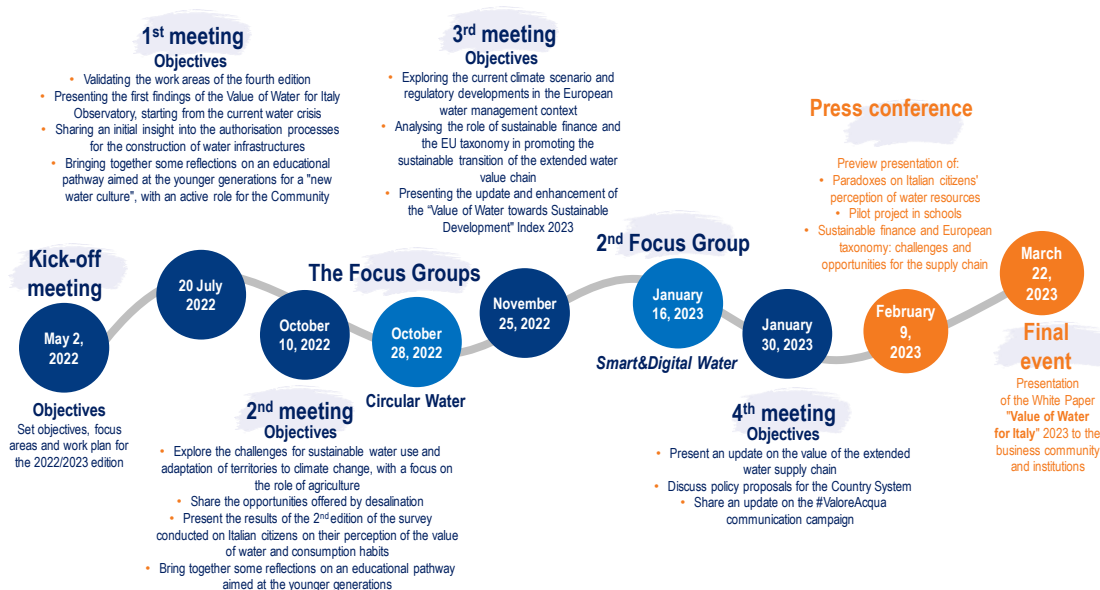 1st meeting
Objectives
• Validating the work areas of the fourth edition
• Presenting the first findings of the Value of Water for Italy
Observatory, starting from the current water crisis
• Sharing an initial insight into the authorisation processes
for the construction of water infrastructures
• Bringing together some reflections on an educational
pathway aimed at the younger generations for a "new
water culture", with an active role for the Community
3rd meeting
Objectives
• Exploring the current climate scenario and
regulatory developments in the European
water management context
• Analysing the role of sustainable finance and
the EU taxonomy in promoting the
sustainable transition of the extended water
value chain
• Presenting the update and enhancement of
the “Value of Water towards Sustainable
Development" Index 2023
Press conference
Preview presentation of:
• Paradoxes on Italian citizens'
perception of water resources
• Pilot project in schools
• Sustainable finance and European
taxonomy: challenges and
opportunities for the supply chain
Kick-off
meeting
May 2,
2022
Objectives
Set objectives, focus
areas and work plan for
the 2022/2023 edition
20 July
2022
The Focus Groups
October
10, 2022
October
28, 2022
Circular Water
November
25, 2022
2nd Focus Group
January
16, 2023
Smart&Digital Water
January
30, 2023
February
9,
2023
March
22,
2023
Final
event
Presentation
of the White Paper
"Value of Water
for Italy" 2023 to the
business community
and institutions
2nd meeting
Objectives
• Explore the challenges for sustainable water use and
adaptation of territories to climate change, with a focus on
the role of agriculture
• Share the opportunities offered by desalination
• Present the results of the 2nd edition of the survey
conducted on Italian citizens on their perception of the value
of water and consumption habits
• Bring together some reflections on an educational pathway
aimed at the younger generations
4th meeting
Objectives
• Present an update on the value of the extended
water supply chain
• Discuss policy proposals for the Country System
• Share an update on the #ValoreAcqua
communication campaign